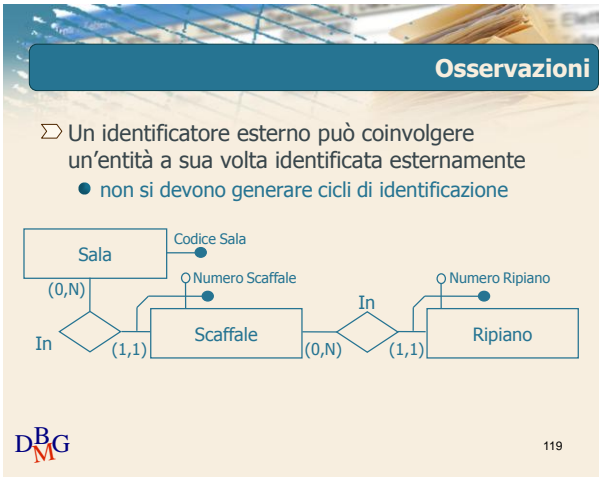 Osservazioni
Un identificatore esterno può coinvolgere
un'entità a sua volta identificata esternamente
non si devono generare cicli di identificazione
Sala
Codice Sala
(0,N)
In
(1,1)
Numero Scaffale
Scaffale
(0,N)
In
(1,1)
Numero Ripiano
Ripiano
DBMG
119